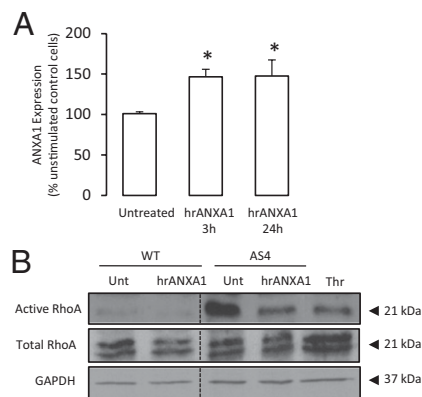 A
ANXA1 Expression
(% unstimulated control cells)
200
150
100
50
0
*
*
Untreated
hrANXA1
3h
hrANXA1
24h
B
WT
AS4
Unt
hrANXA1
Unt
hrANXA1
Thr
Active RhoA
21 kDa
Total RhoA
21 kDa
GAPDH
37 kDa